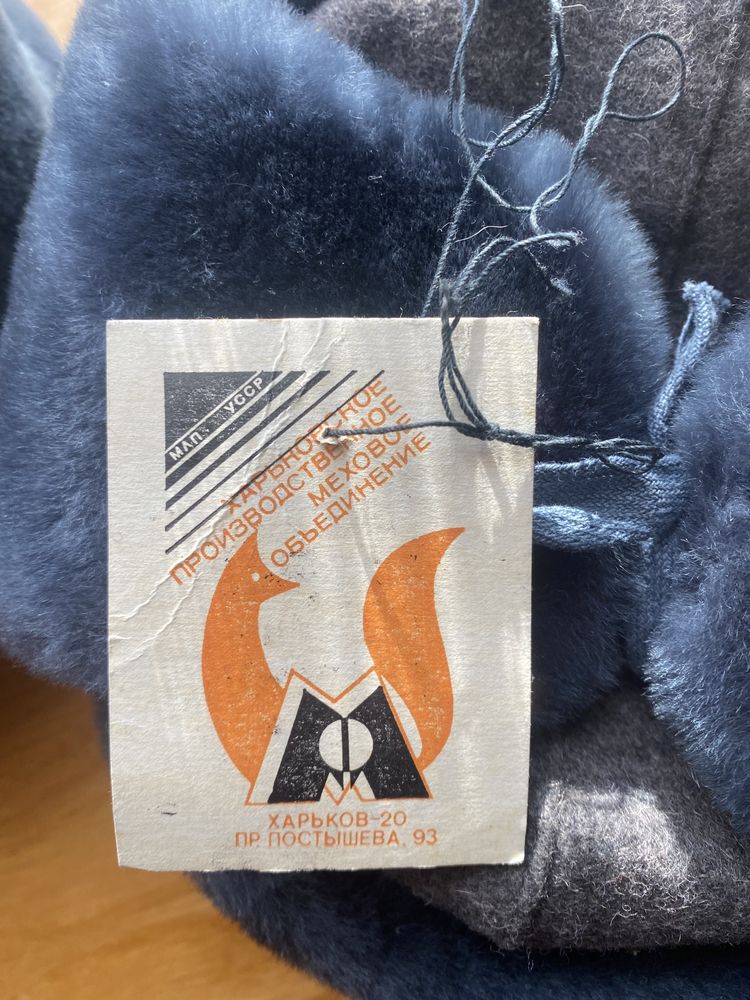 МЛП УССР
ХАРЬКОВСКОЕ
ПРОИЗВОДСТВЕННОЕ
МЕХОВОЕ
ОБЪЕДИНЕНИЕ
ХАРЬКОВ-20
ПР. ПОСТЫШЕВА, 93